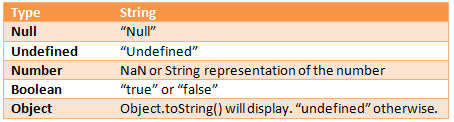 Type String
Null “Null”
Undefined “Undefined”
Number NaN or String representation of the number
Boolean “true” or “false”
Object Object.toString() will display. “undefined” otherwise.